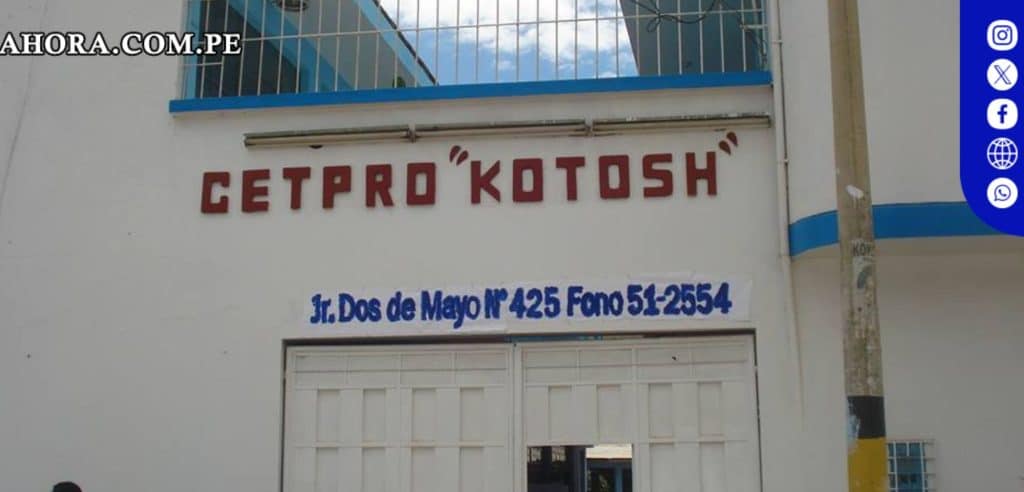 AHORA.COM.PE
CETPRO "KOTOSH"
Jr. Dos de Mayo N° 425 Fono 51-2554